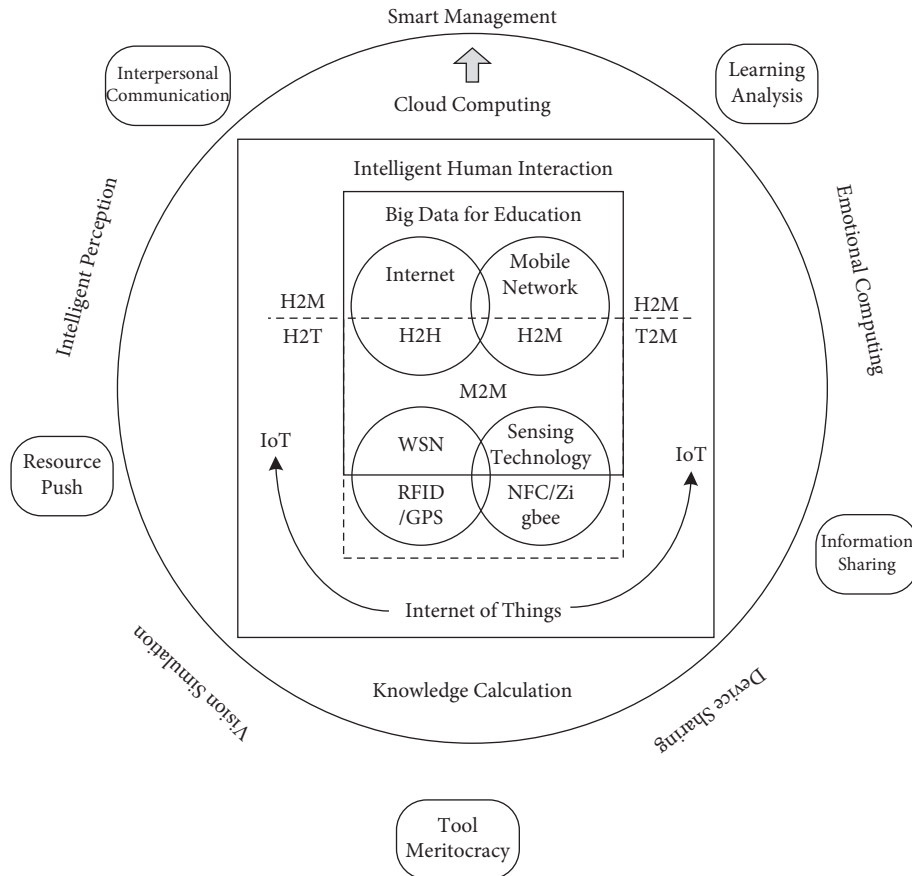 Smart Management
Interpersonal
Communication
Learning
Analysis
Cloud Computing
Intelligent Human Interaction
Intelligent Perception
Emotional Computing
Big Data for Education
Internet
Mobile
Network
H2M
H2M
H2T
H2H
H2M
T2M
M2M
IoT
WSN
Sensing
Technology
IoT
Resource
Push
RFID
/GPS
NFC/Zi
gbee
Information
Sharing
Internet of Things
Vision Simulation
Knowledge Calculation
Device Sharing
Tool
Meritocracy